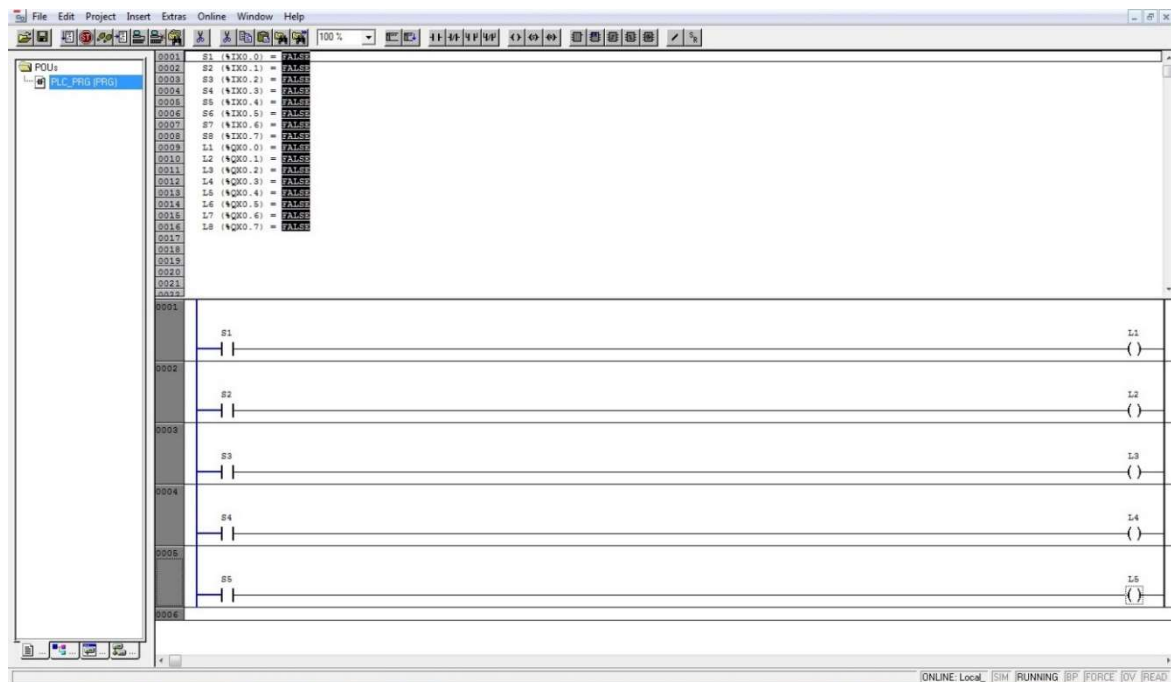 File Edit Project Insert Extras Online Window Help
100 %
POUs
PLC_PRG (PRG)
0001 S1 (%IX0.0) = FALSE
0002 S2 (%IX0.1) = FALSE
0003 S3 (%IX0.2) = FALSE
0004 S4 (%IX0.3) = FALSE
0005 S5 (%IX0.4) = FALSE
0006 S6 (%IX0.5) = FALSE
0007 S7 (%IX0.6) = FALSE
0008 S8 (%IX0.7) = FALSE
0009 L1 (%QX0.0) = FALSE
0010 L2 (%QX0.1) = FALSE
0011 L3 (%QX0.2) = FALSE
0012 L4 (%QX0.3) = FALSE
0013 L5 (%QX0.4) = FALSE
0014 L6 (%QX0.5) = FALSE
0015 L7 (%QX0.6) = FALSE
0016 L8 (%QX0.7) = FALSE
0017
0018
0019
0020
0021
0022
0001
S1 L1
0002
S2 L2
0003
S3 L3
0004
S4 L4
0005
S5 L5
0006
ONLINE: Local_ SIM RUNNING BP FORCE OV READ